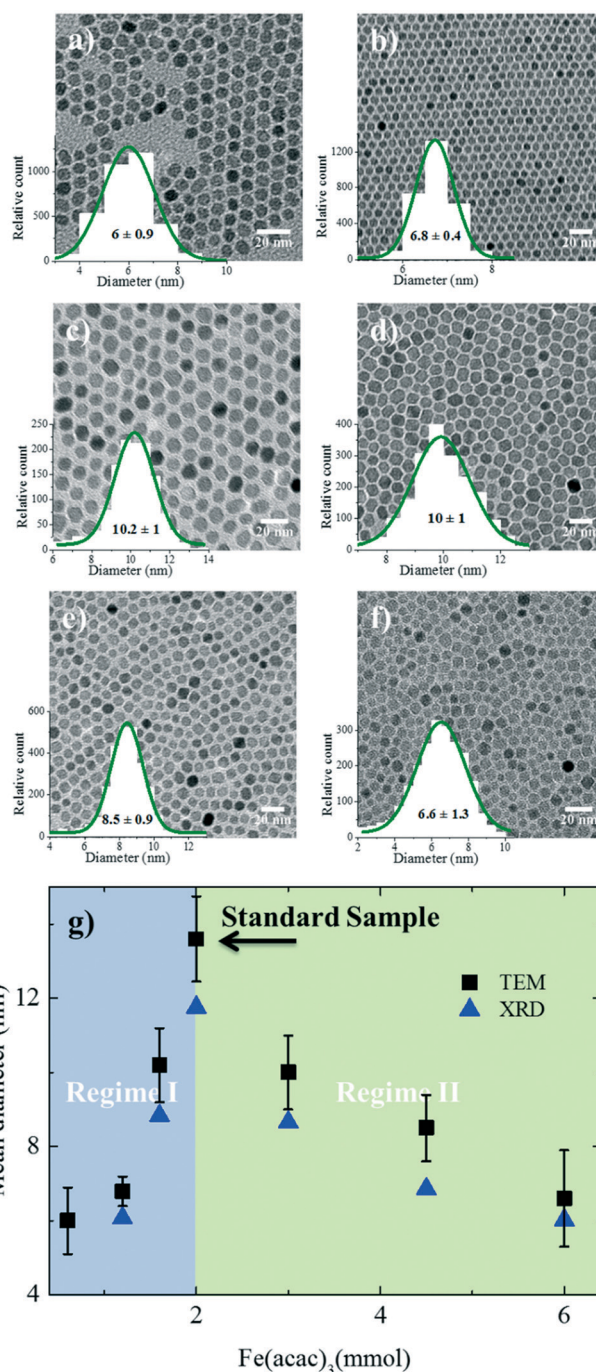 a)
Relative count
1000
500
0
6 ± 0.9
20 nm
4 6 8 10
Diameter (nm)
b)
Relative count
1200
800
400
0
6.8 ± 0.4
20 nm
6 8
Diameter (nm)
c)
Relative count
250
200
150
100
50
0
10.2 ± 1
20 nm
6 8 10 12 14
Diameter (nm)
d)
Relative count
400
300
200
100
0
10 ± 1
20 nm
8 10 12
Diameter (nm)
e)
Relative count
600
400
200
0
8.5 ± 0.9
20 nm
4 6 8 10 12
Diameter (nm)
f)
Relative count
300
200
100
0
6.6 ± 1.3
20 nm
2 4 6 8 10
Diameter (nm)
g)
Standard Sample
TEM
XRD
Regime I
Regime II
Mean diameter
12
8
4
2 4 6
Fe(acac)3(mmol)